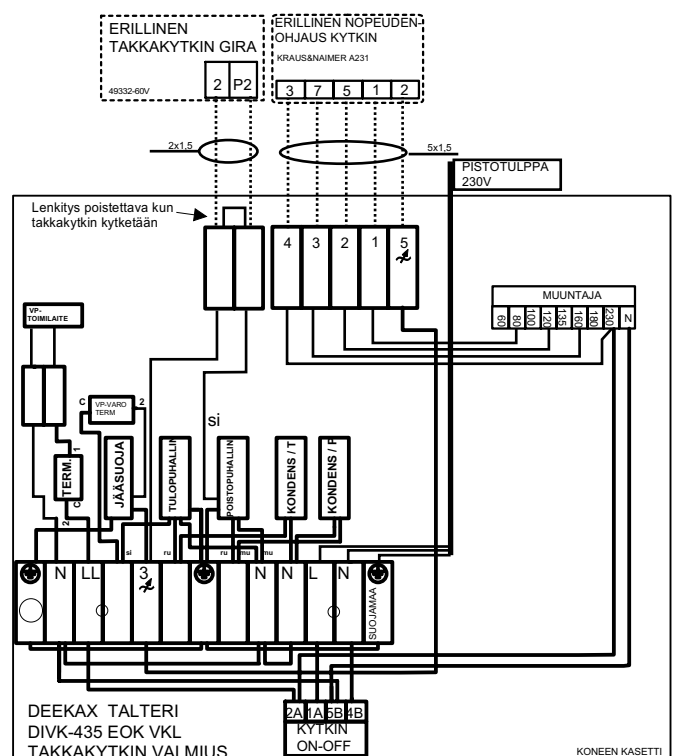 ERILLINEN
TAKKAKYTKIN GIRA
49332-60V
2 P2
ERILLINEN NOPEUDEN-
OHJAUS KYTKIN
KRAUS&NAIMER A231
3 7 5 1 2
2x1,5
5x1,5
PISTOTULPPA
230V
Lenkitys poistettava kun
takkakytkin kytketään
4 3 2 1 5
MUUNTAJA
60 80 100 120 135 160 180 230 N
VP-
TOIMILAITE
C
VP-VARO
TERM
2
TERM.
1
C
2
JÄÄSUOJA
TULOPUHALLIN
si
POISTOPUHALLIN
KONDENS / T
KONDENS / P
si
ru
ru
mu
mu
N LL 3 N N L N
SUOJAMAA
2A 1A 5B 4B
KYTKIN
ON-OFF
DEEKAX TALTERI
DIVK-435 EOK VKL
TAKKAKYTKIN VALMIUS
KONEEN KASETTI